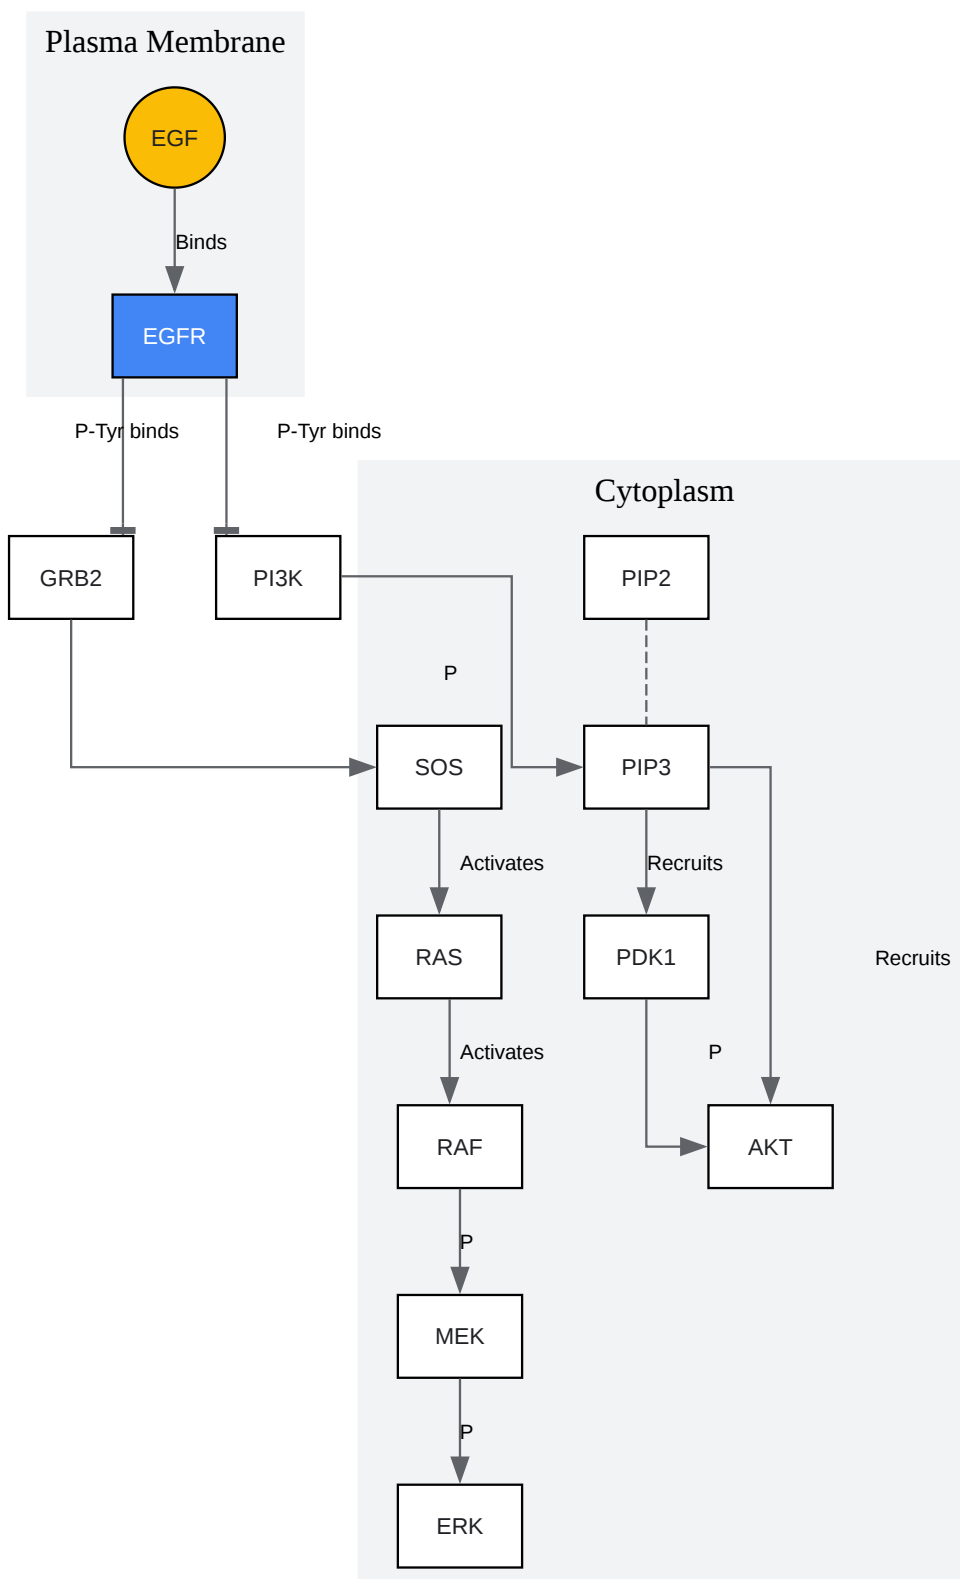 Plasma Membrane
EGF
Binds
EGFR
P-Tyr binds
P-Tyr binds
Cytoplasm
GRB2
PI3K
PIP2
P
SOS
PIP3
Activates
Recruits
RAS
PDK1
Recruits
Activates
P
RAF
AKT
P
MEK
P
ERK